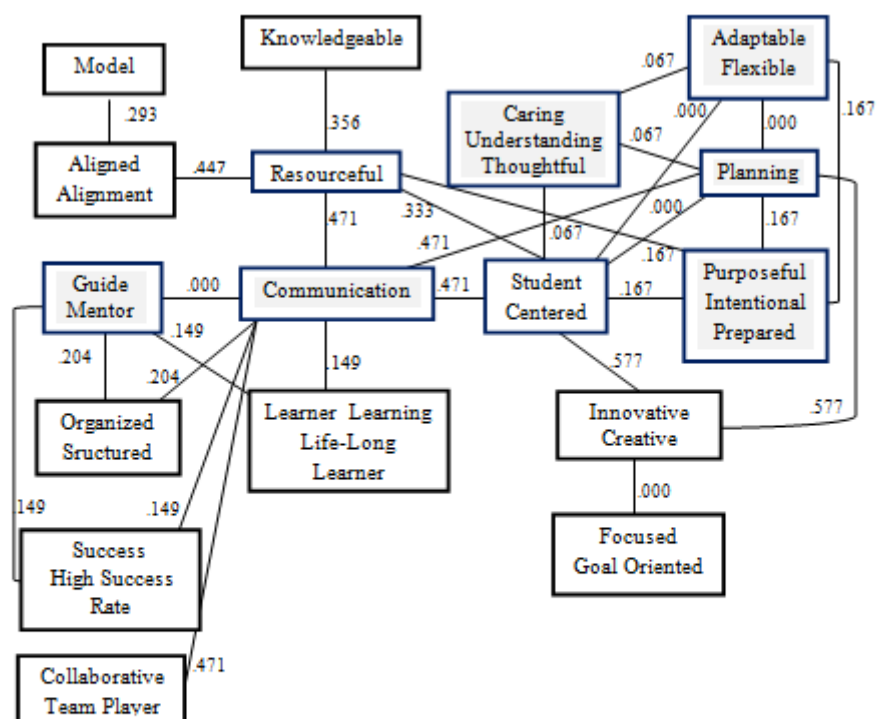 Model
.293
Aligned
Alignment
.447
Knowledgeable
.356
Resourceful
.471
.333
Caring
Understanding
Thoughtful
.067
.067
.067
Adaptable
Flexible
.000
.000
.167
Planning
.000
.167
.471
.167
Guide
Mentor
.000
Communication
.471
Student
Centered
.167
Purposeful
Intentional
Prepared
.149
.204
.204
.149
.577
.577
Organized
Sructured
Learner Learning
Life-Long
Learner
Innovative
Creative
.000
.149
.149
Success
High Success
Rate
Focused
Goal Oriented
.471
Collaborative
Team Player